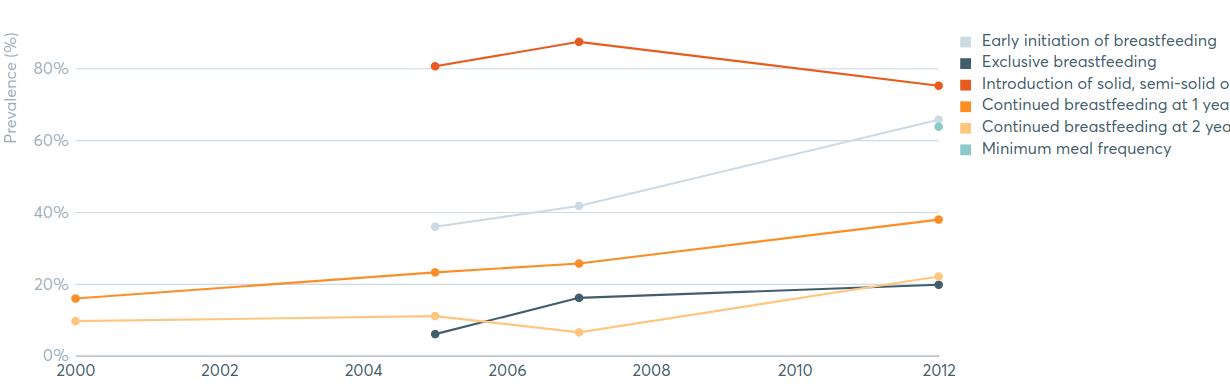 Prevalence (%)
80%
60%
40%
20%
0%
2000 2002 2004 2006 2008 2010 2012
Early initiation of breastfeeding
Exclusive breastfeeding
Introduction of solid, semi-solid o
Continued breastfeeding at 1 yea
Continued breastfeeding at 2 yea
Minimum meal frequency